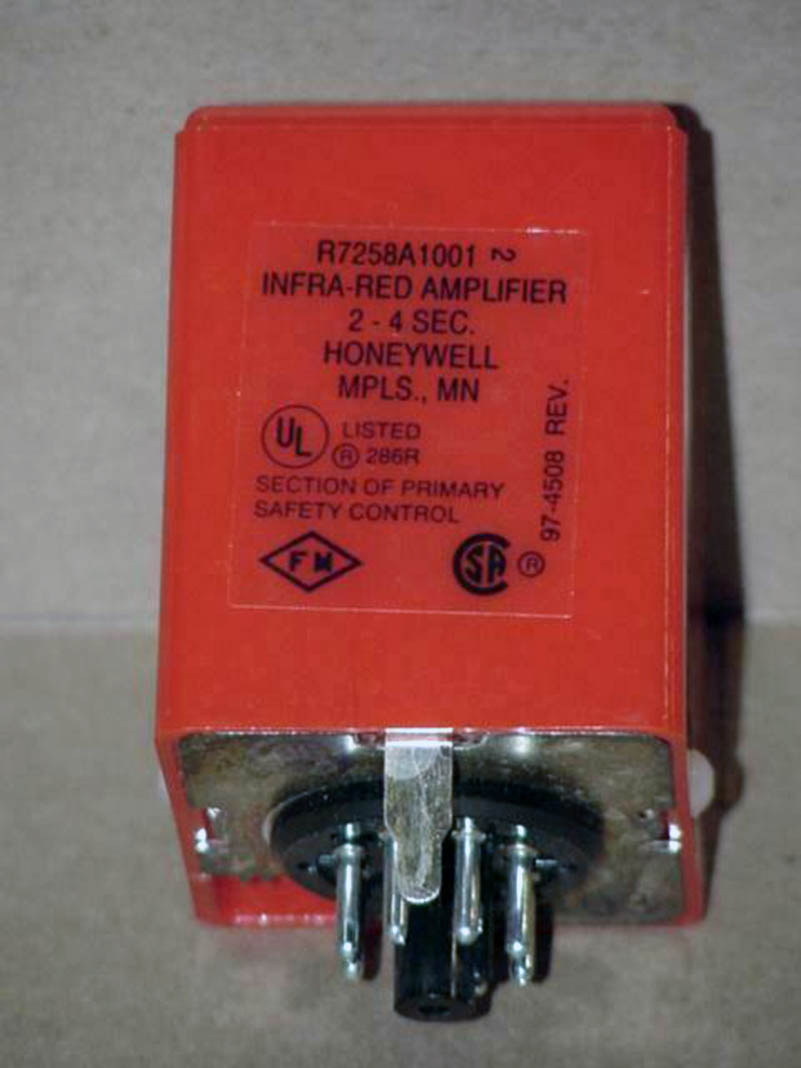 R7258A1001 2
INFRA-RED AMPLIFIER
2 - 4 SEC.
HONEYWELL
MPLS., MN
UL LISTED
® 286R
SECTION OF PRIMARY
SAFETY CONTROL
FM
SA ®
97-4508 REV.